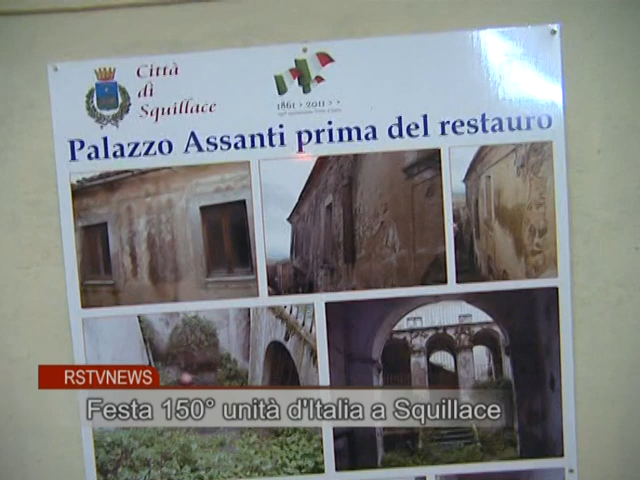 Città
di
Squillace
1861 > 2011 > >
Palazzo Assanti prima del restauro
RSTVNEWS
Festa 150° unità d'Italia a Squillace